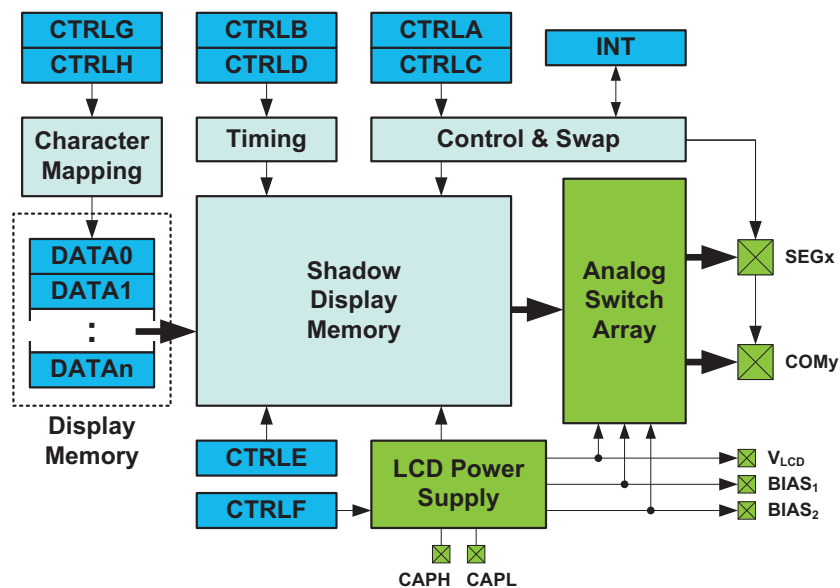 CTRLG
CTRLH
CTRLB
CTRLD
CTRLA
CTRLC
INT
Character
Mapping
Timing
Control & Swap
DATA0
DATA1
:
DATAn
Display
Memory
Shadow
Display
Memory
Analog
Switch
Array
SEGx
COMy
CTRLE
CTRLF
LCD Power
Supply
VLCD
BIAS1
BIAS2
CAPH
CAPL